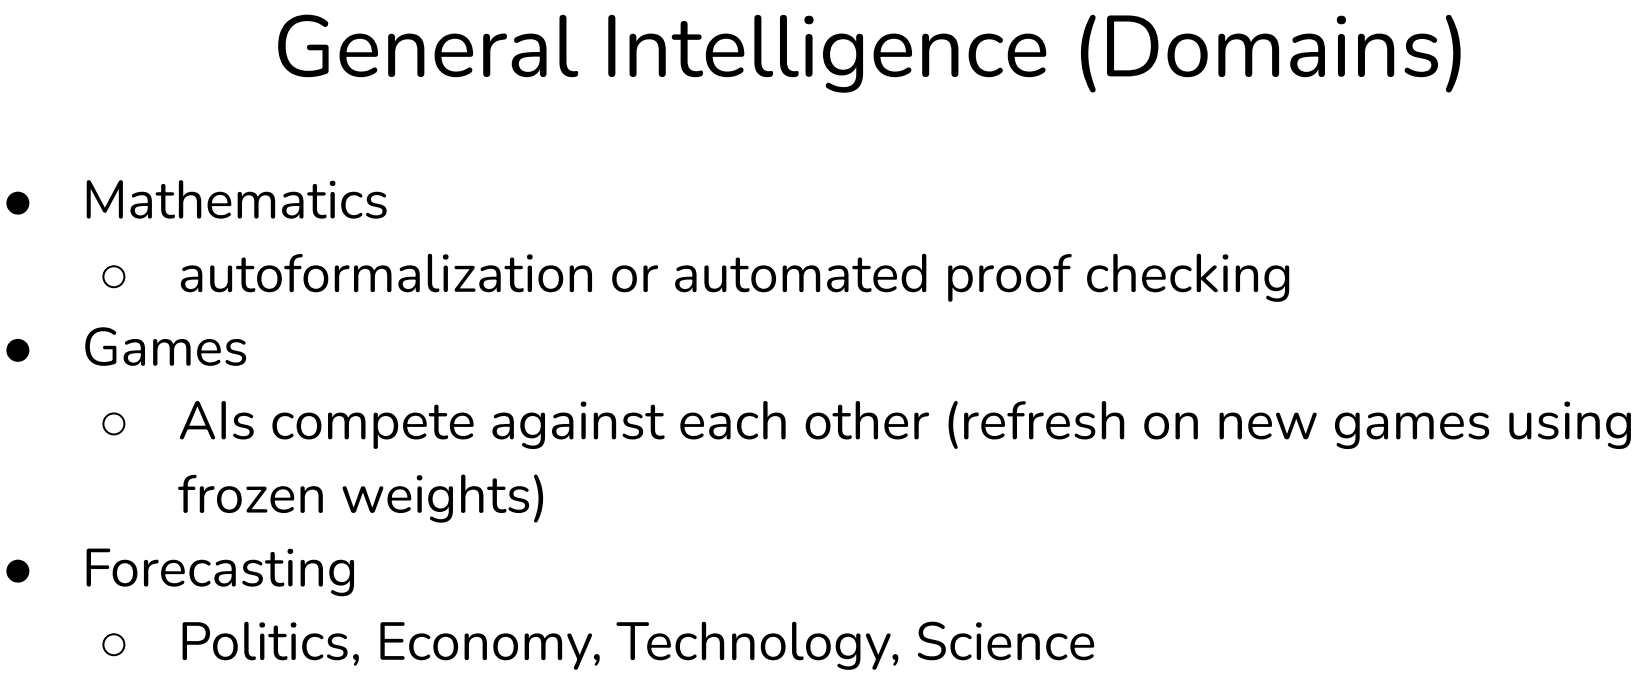 General Intelligence (Domains)
● Mathematics
○ autoformalization or automated proof checking
● Games
○ AIs compete against each other (refresh on new games using
frozen weights)
● Forecasting
○ Politics, Economy, Technology, Science